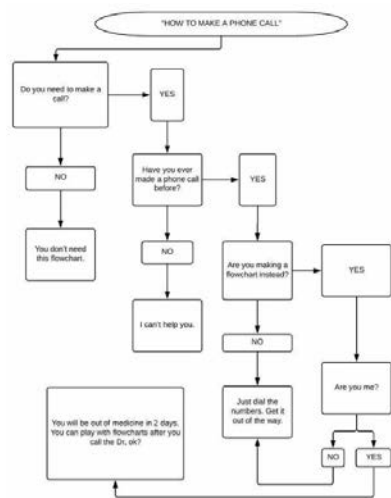 "HOW TO MAKE A PHONE CALL"
Do you need to make a
call?
YES
NO
You don't need
this flowchart.
Have you ever
made a phone call
before?
YES
NO
I can't help you.
Are you making a
flowchart instead?
YES
NO
Just dial the
numbers. Get it
out of the way.
Are you me?
NO
YES
You will be out of medicine in 2 days.
You can play with flowcharts after you
call the Dr, ok?